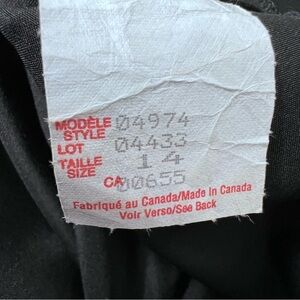 MODÈLE 04974
STYLE
LOT 04433
TAILLE 14
SIZE
CA 00655
Fabriqué au Canada/Made in Canada
Voir Verso/See Back